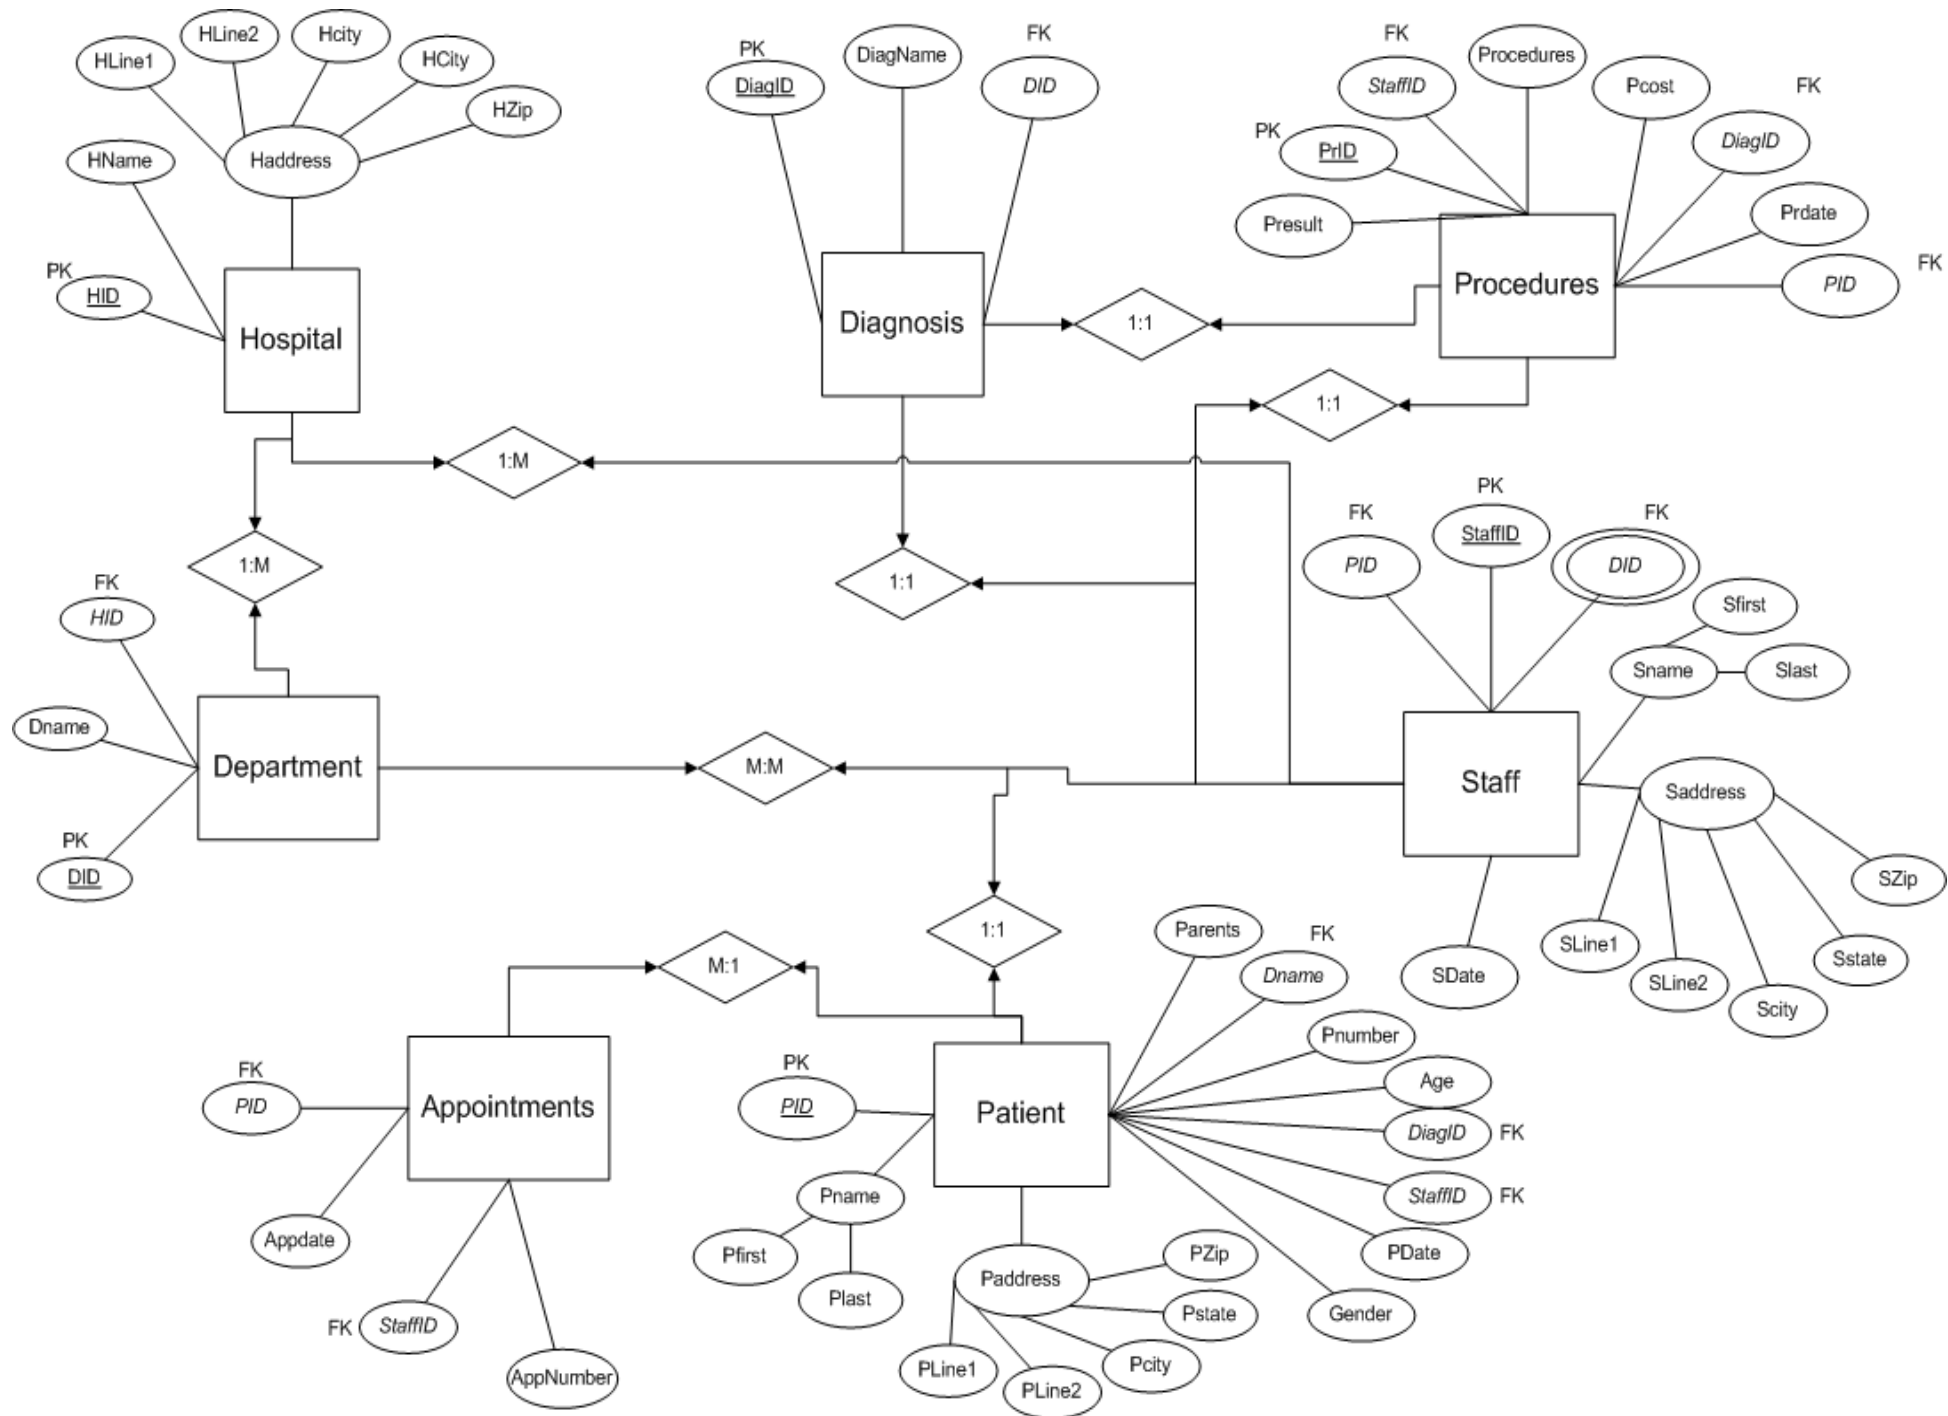 HLine1
HLine2
Hcity
HCity
HZip
Haddress
HName
PK
HID
Hospital
PK
DiagID
DiagName
FK
DID
Diagnosis
1:1
FK
StaffID
Procedures
Pcost
FK
DiagID
PK
PrID
Presult
Prdate
PID
FK
Procedures
1:1
1:M
1:M
1:1
FK
HID
Dname
Department
PK
DID
M:M
FK
PID
PK
StaffID
FK
DID
Sfirst
Sname
Slast
Staff
Saddress
SZip
SLine1
SLine2
Scity
Sstate
SDate
1:1
M:1
FK
PID
Appointments
Appdate
FK
StaffID
AppNumber
PK
PID
Patient
Pname
Pfirst
Plast
Parents
FK
Dname
Pnumber
Age
DiagID
FK
StaffID
FK
PDate
Gender
Paddress
PZip
Pstate
Pcity
PLine1
PLine2